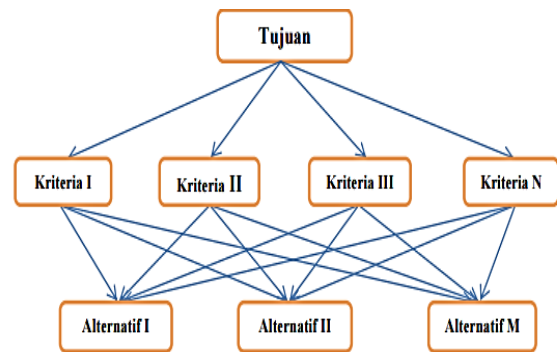 Tujuan
Kriteria I
Kriteria II
Kriteria III
Kriteria N
Alternatif I
Alternatif II
Alternatif M